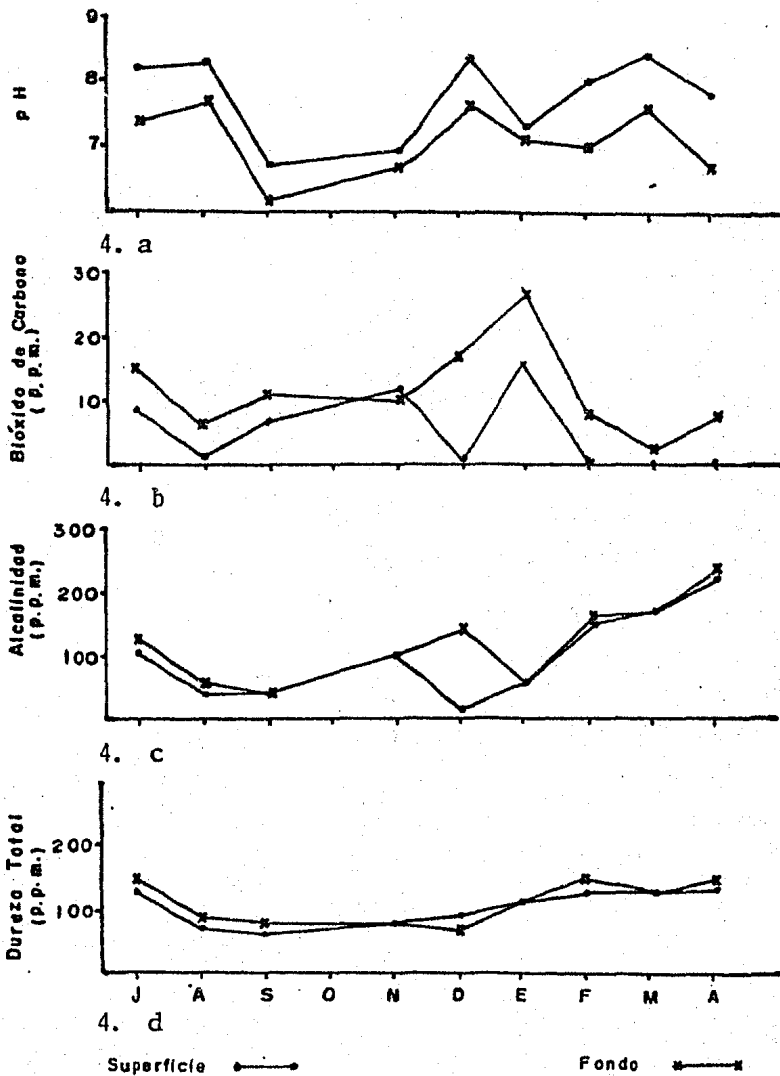 9
8
7
pH
4. a
30
20
10
Bióxido de Carbono
(p.p.m.)
4. b
300
200
100
Alcalinidad
(p.p.m.)
4. c
200
100
Dureza Total
(p.p.m.)
J A S O N D E F M A
4. d
Superficie Fondo